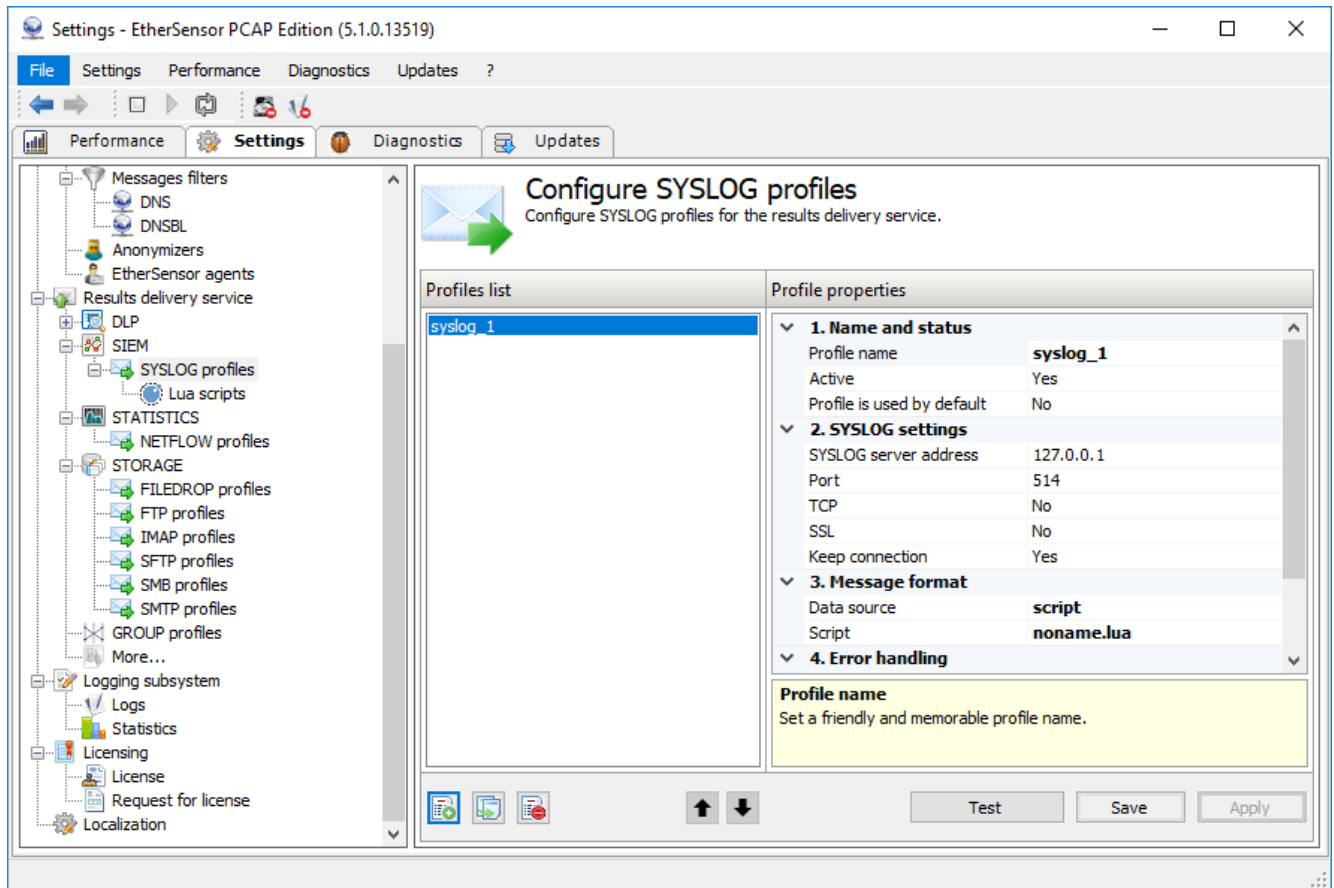 Settings - EtherSensor PCAP Edition (5.1.0.13519)
File Settings Performance Diagnostics Updates ?
Performance Settings Diagnostics Updates
Messages filters
DNS
DNSBL
Anonymizers
EtherSensor agents
Results delivery service
DLP
SIEM
SYSLOG profiles
Lua scripts
STATISTICS
NETFLOW profiles
STORAGE
FILEDROP profiles
FTP profiles
IMAP profiles
SFTP profiles
SMB profiles
SMTP profiles
GROUP profiles
More...
Logging subsystem
Logs
Statistics
Licensing
License
Request for license
Localization
Configure SYSLOG profiles
Configure SYSLOG profiles for the results delivery service.
Profiles list
syslog_1
Profile properties
1. Name and status
Profile name syslog_1
Active Yes
Profile is used by default No
2. SYSLOG settings
SYSLOG server address 127.0.0.1
Port 514
TCP No
SSL No
Keep connection Yes
3. Message format
Data source script
Script noname.lua
4. Error handling
Profile name
Set a friendly and memorable profile name.
Test Save Apply